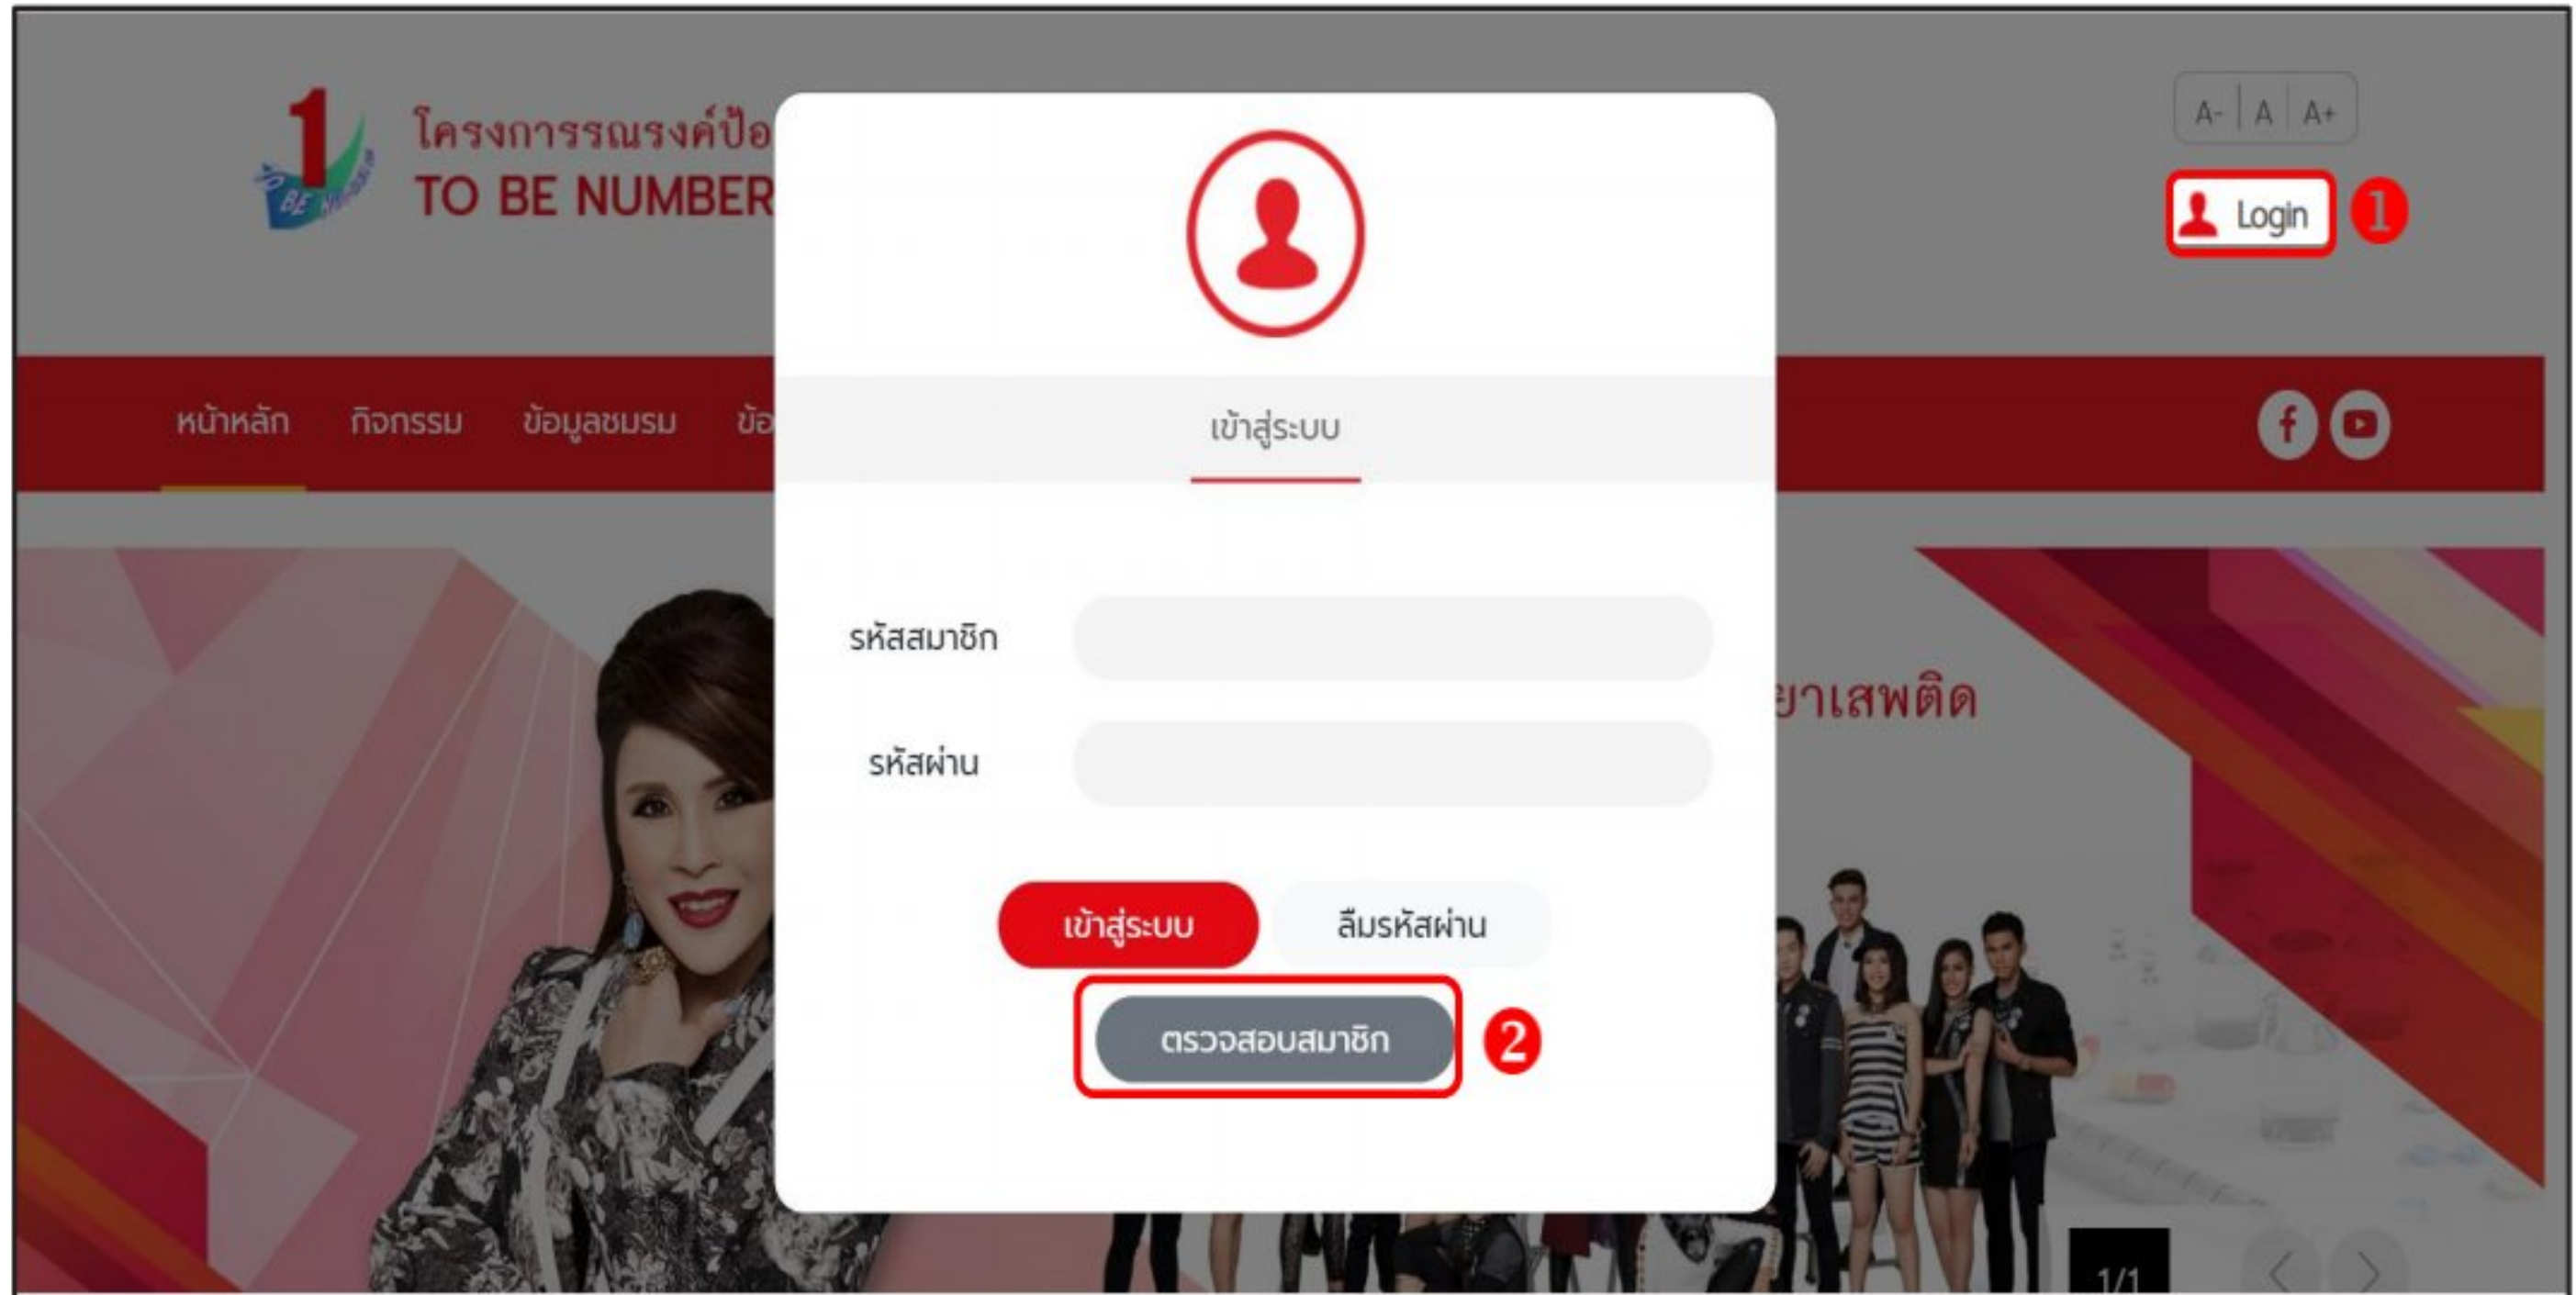 1
โครงการรณรงค์ป้อ
TO BE NUMBER
A- A A+
Login 1
หน้าหลัก กิจกรรม ข้อมูลชมรม ข้อ
เข้าสู่ระบบ
รหัสสมาชิก
ยาเสพติด
รหัสผ่าน
เข้าสู่ระบบ ลืมรหัสผ่าน
ตรวจสอบสมาชิก 2
1/1